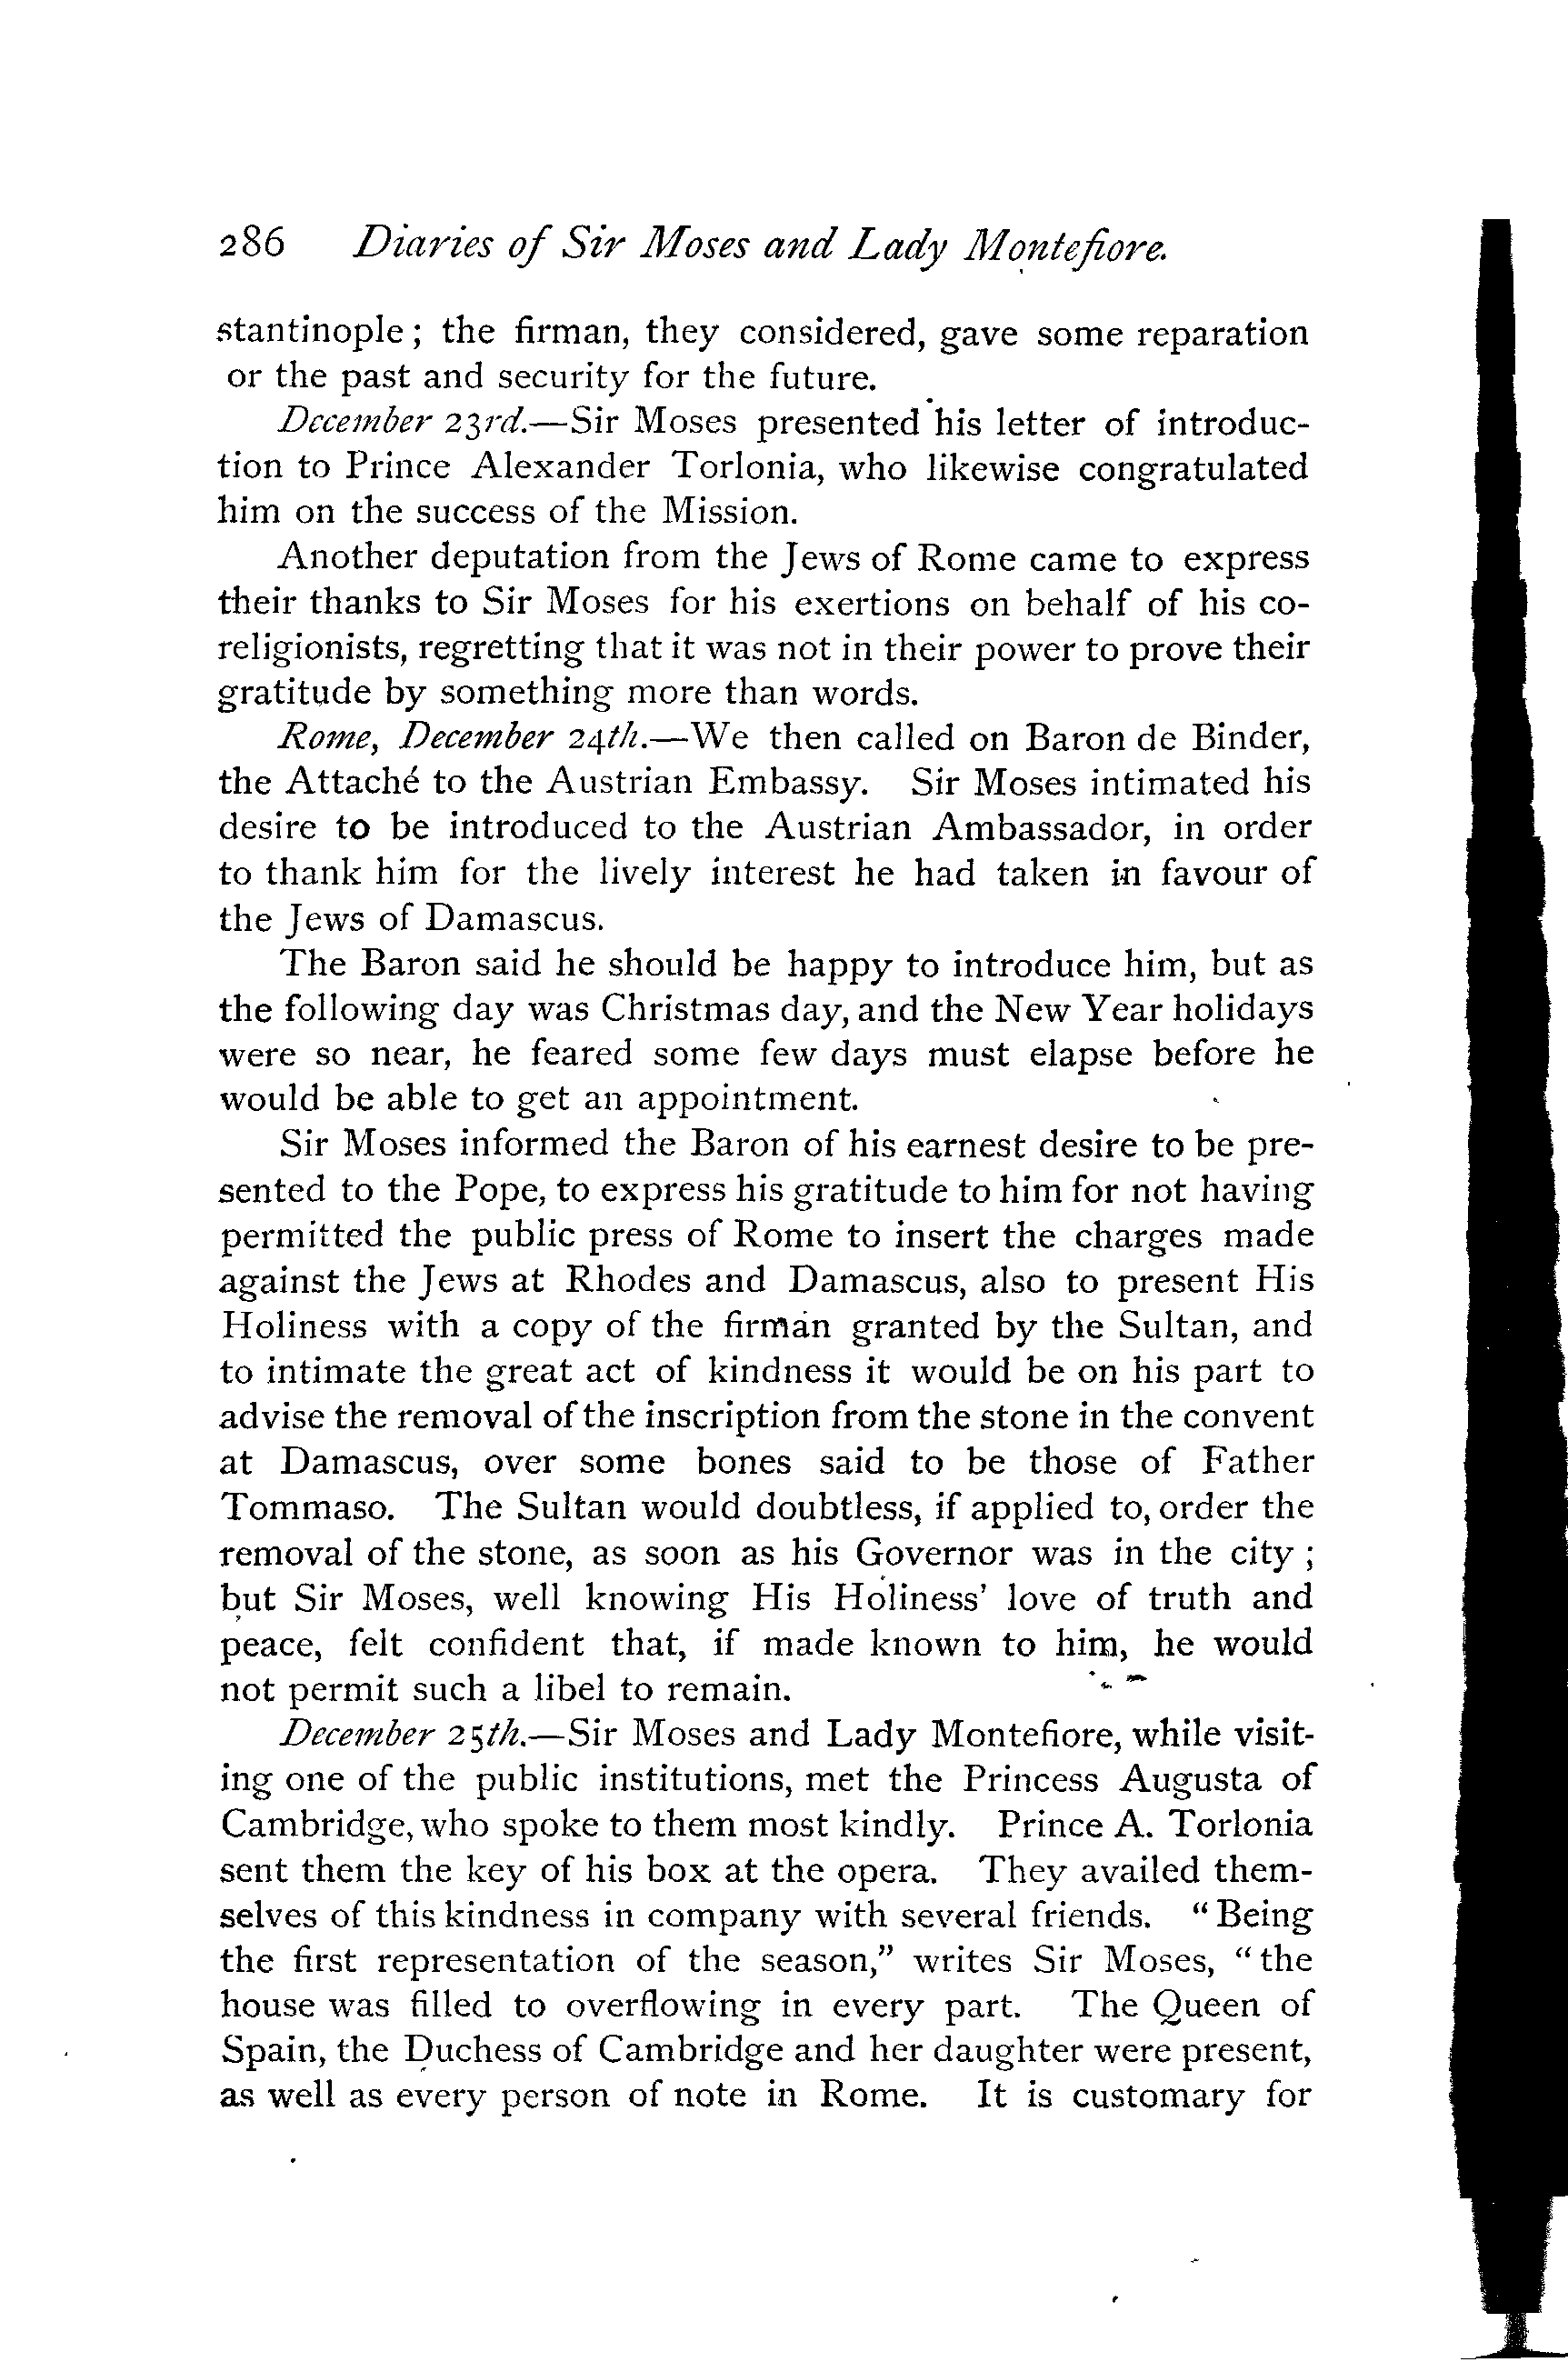 286 Diaries of Sir Moses and Lady Montefiore.
stantinople; the firman, they considered, gave some reparation
or the past and security for the future.
December 23rd.—Sir Moses presented his letter of introduc-
tion to Prince Alexander Torlonia, who likewise congratulated
him on the success of the Mission.
Another deputation from the Jews of Rome came to express
their thanks to Sir Moses for his exertions on behalf of his co-
religionists, regretting that it was not in their power to prove their
gratitude by something more than words.
Rome, December 24th.—We then called on Baron de Binder,
the Attaché to the Austrian Embassy. Sir Moses intimated his
desire to be introduced to the Austrian Ambassador, in order
to thank him for the lively interest he had taken in favour of
the Jews of Damascus.
The Baron said he should be happy to introduce him, but as
the following day was Christmas day, and the New Year holidays
were so near, he feared some few days must elapse before he
would be able to get an appointment.
Sir Moses informed the Baron of his earnest desire to be pre-
sented to the Pope, to express his gratitude to him for not having
permitted the public press of Rome to insert the charges made
against the Jews at Rhodes and Damascus, also to present His
Holiness with a copy of the firman granted by the Sultan, and
to intimate the great act of kindness it would be on his part to
advise the removal of the inscription from the stone in the convent
at Damascus, over some bones said to be those of Father
Tommaso. The Sultan would doubtless, if applied to, order the
removal of the stone, as soon as his Governor was in the city;
but Sir Moses, well knowing His Holiness' love of truth and
peace, felt confident that, if made known to him, he would
not permit such a libel to remain.
December 25th.—Sir Moses and Lady Montefiore, while visit-
ing one of the public institutions, met the Princess Augusta of
Cambridge, who spoke to them most kindly. Prince A. Torlonia
sent them the key of his box at the opera. They availed them-
selves of this kindness in company with several friends. "Being
the first representation of the season," writes Sir Moses, "the
house was filled to overflowing in every part. The Queen of
Spain, the Duchess of Cambridge and her daughter were present,
as well as every person of note in Rome. It is customary for